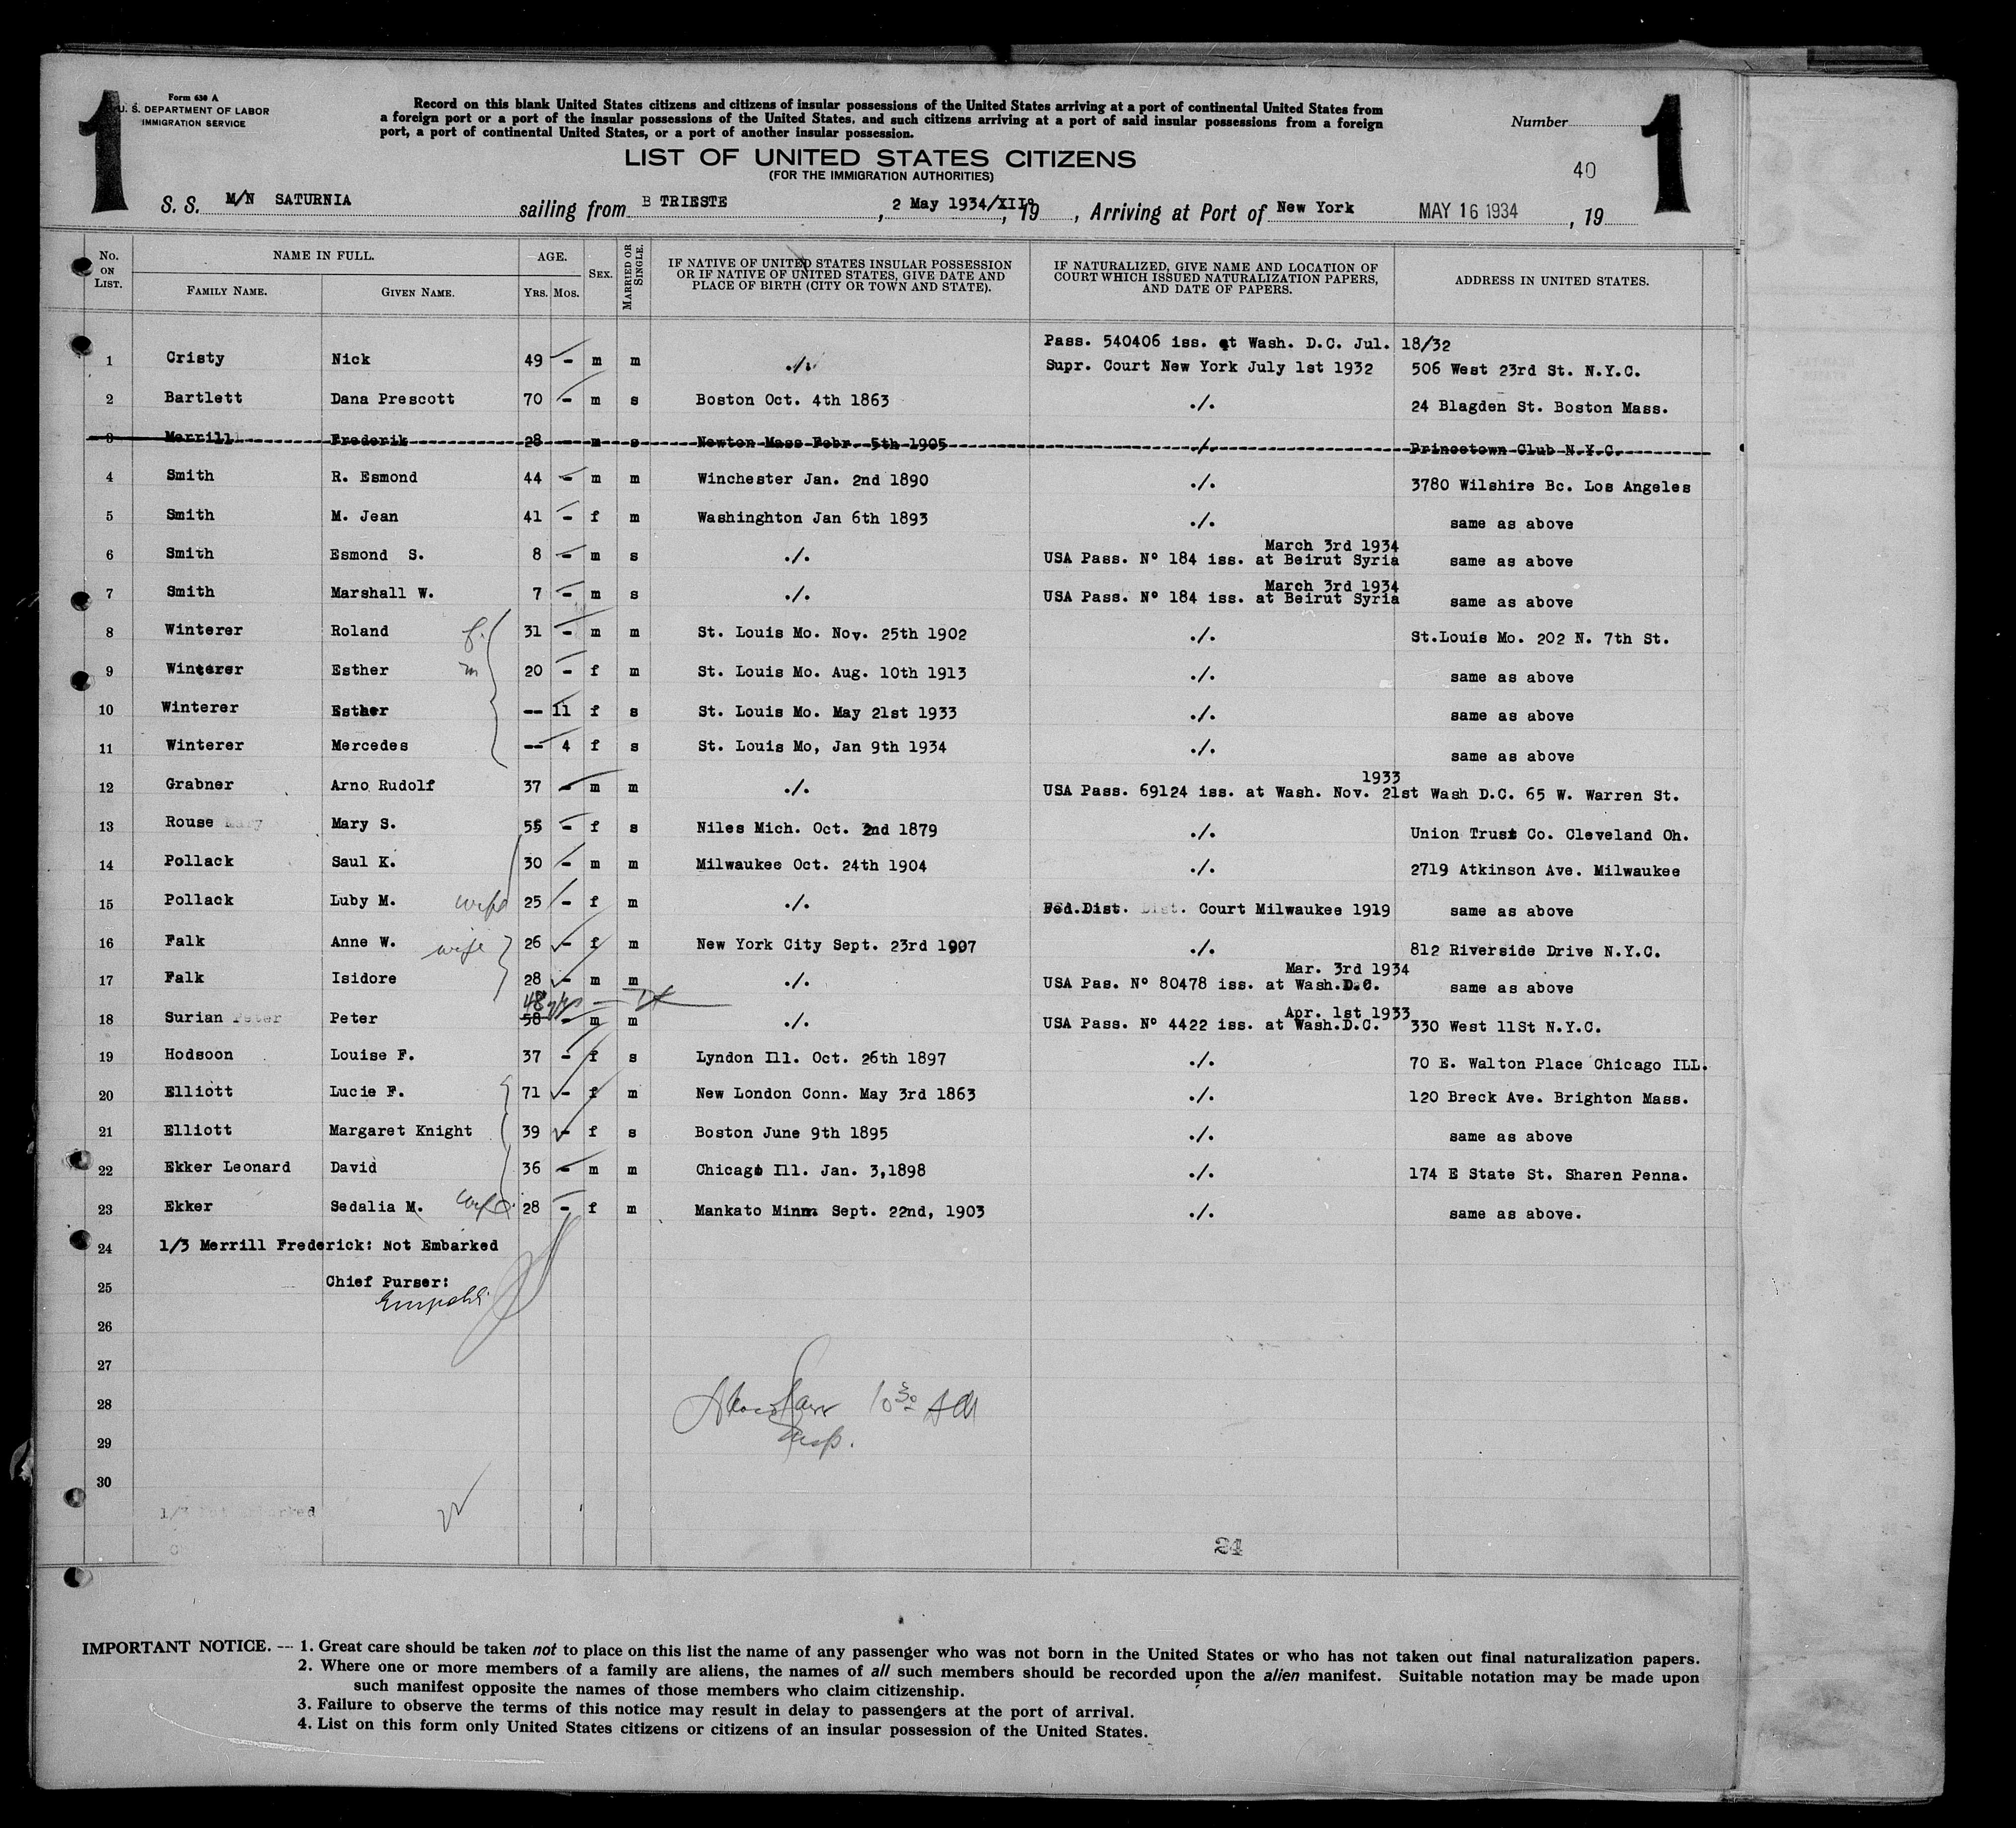 1
Form 630 A
U. S. DEPARTMENT OF LABOR
IMMIGRATION SERVICE
Record on this blank United States citizens and citizens of insular possessions of the United States arriving at a port of continental United States from
a foreign port or a port of the insular possessions of the United States, and such citizens arriving at a port of said insular possessions from a foreign
port, a port of continental United States, or a port of another insular possession.
Number
1
LIST OF UNITED STATES CITIZENS
(FOR THE IMMIGRATION AUTHORITIES)
40
S. S. M/N SATURNIA sailing from B TRIESTE , 2 May 1934/XIIº , 19 , Arriving at Port of New York MAY 16 1934 , 19
No. ON LIST. NAME IN FULL. FAMILY NAME. GIVEN NAME. AGE. YRS. MOS. SEX. MARRIED OR SINGLE. IF NATIVE OF UNITED STATES INSULAR POSSESSION OR IF NATIVE OF UNITED STATES, GIVE DATE AND PLACE OF BIRTH (CITY OR TOWN AND STATE). IF NATURALIZED, GIVE NAME AND LOCATION OF COURT WHICH ISSUED NATURALIZATION PAPERS, AND DATE OF PAPERS. ADDRESS IN UNITED STATES.
Pass. 540406 iss. at Wash. D.C. Jul. 18/32
1 Cristy Nick 49 - m m ./. Supr. Court New York July 1st 1932 506 West 23rd St. N.Y.C.
2 Bartlett Dana Prescott 70 - m s Boston Oct. 4th 1863 ./. 24 Blagden St. Boston Mass.
3 Merrill Frederik 28 - m s Newton Mass Febr. 5th 1905 ./. Princetown Club N.Y.C.
4 Smith R. Esmond 44 - m m Winchester Jan. 2nd 1890 ./. 3780 Wilshire Bc. Los Angeles
5 Smith M. Jean 41 - f m Washinghton Jan 6th 1893 ./. same as above
March 3rd 1934
6 Smith Esmond S. 8 - m s ./. USA Pass. Nº 184 iss. at Beirut Syria same as above
March 3rd 1934
7 Smith Marshall W. 7 - m s ./. USA Pass. Nº 184 iss. at Beirut Syria same as above
8 Winterer Roland f. 31 - m m St. Louis Mo. Nov. 25th 1902 ./. St.Louis Mo. 202 N. 7th St.
9 Winterer Esther m 20 - f m St. Louis Mo. Aug. 10th 1913 ./. same as above
10 Winterer Esther -- 11 f s St. Louis Mo. May 21st 1933 ./. same as above
11 Winterer Mercedes -- 4 f s St. Louis Mo, Jan 9th 1934 ./. same as above
1933
12 Grabner Arno Rudolf 37 - m m ./. USA Pass. 69124 iss. at Wash. Nov. 21st Wash D.C. 65 W. Warren St.
13 Rouse Mary Mary S. 55 - f s Niles Mich. Oct. 2nd 1879 ./. Union Trust Co. Cleveland Oh.
14 Pollack Saul K. 30 - m m Milwaukee Oct. 24th 1904 ./. 2719 Atkinson Ave. Milwaukee
15 Pollack Luby M. wife 25 - f m ./. Fed.Dist. Dist. Court Milwaukee 1919 same as above
16 Falk Anne W. wife 26 - f m New York City Sept. 23rd 1907 ./. 812 Riverside Drive N.Y.C.
Mar. 3rd 1934
17 Falk Isidore 28 - m m ./. USA Pas. Nº 80478 iss. at Wash.D.C. same as above
48 Apr. 1st 1933
18 Surian Peter Peter 58 - m m ./. USA Pass. Nº 4422 iss. at Wash.D.C. 330 West 11St N.Y.C.
19 Hodsoon Louise F. 37 - f s Lyndon Ill. Oct. 26th 1897 ./. 70 E. Walton Place Chicago ILL.
20 Elliott Lucie F. 71 - f m New London Conn. May 3rd 1863 ./. 120 Breck Ave. Brighton Mass.
21 Elliott Margaret Knight 39 - f s Boston June 9th 1895 ./. same as above
22 Ekker Leonard David 36 - m m Chicago Ill. Jan. 3,1898 ./. 174 E State St. Sharen Penna.
23 Ekker Sedalia M. wife 28 - f m Mankato Minn. Sept. 22nd, 1903 ./. same as above.
24 1/3 Merrill Frederick: Not Embarked
25 Chief Purser:
26
27
28 10³⁰ AM
29 Insp.
30
24
IMPORTANT NOTICE. --- 1. Great care should be taken not to place on this list the name of any passenger who was not born in the United States or who has not taken out final naturalization papers.
2. Where one or more members of a family are aliens, the names of all such members should be recorded upon the alien manifest. Suitable notation may be made upon
such manifest opposite the names of those members who claim citizenship.
3. Failure to observe the terms of this notice may result in delay to passengers at the port of arrival.
4. List on this form only United States citizens or citizens of an insular possession of the United States.